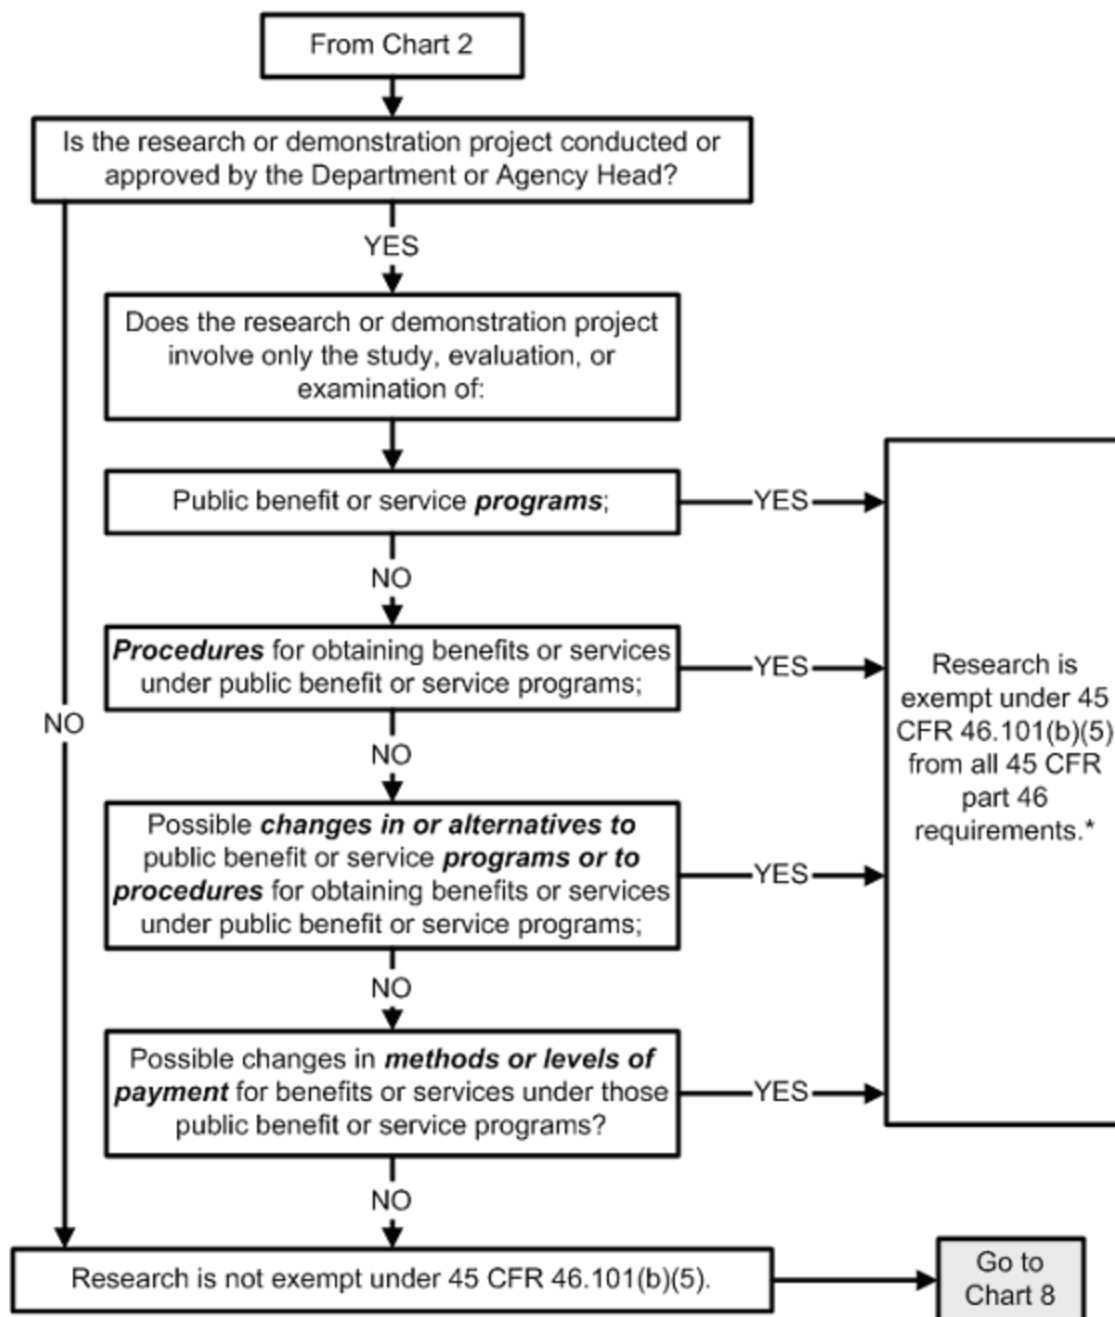 From Chart 2
Is the research or demonstration project conducted or
approved by the Department or Agency Head?
YES
Does the research or demonstration project
involve only the study, evaluation, or
examination of:
Public benefit or service programs;
YES
NO
Procedures for obtaining benefits or services
under public benefit or service programs;
YES
NO
NO
Possible changes in or alternatives to
public benefit or service programs or to
procedures for obtaining benefits or services
under public benefit or service programs;
YES
NO
Possible changes in methods or levels of
payment for benefits or services under those
public benefit or service programs?
YES
NO
Research is
exempt under 45
CFR 46.101(b)(5)
from all 45 CFR
part 46
requirements.*
Research is not exempt under 45 CFR 46.101(b)(5).
Go to
Chart 8